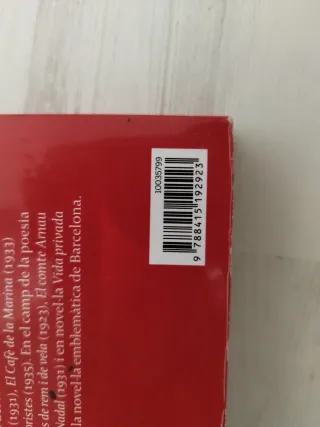 (1931), El Cafè de la Marina (1933)
(1935). En el camp de la poesia
de rem i de vela (1923), El comte Arnau
Nadal (1931) i en novel·la Vida privada
la novel·la emblemàtica de Barcelona.
10035799
9 788415 192923